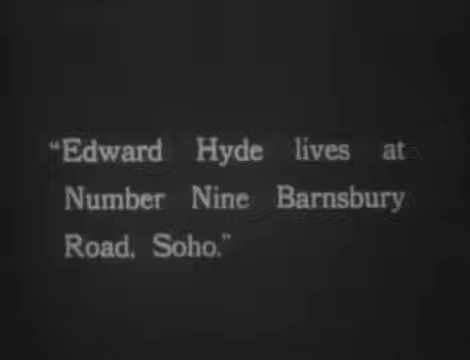 “Edward Hyde lives at
Number Nine Barnsbury
Road, Soho.”